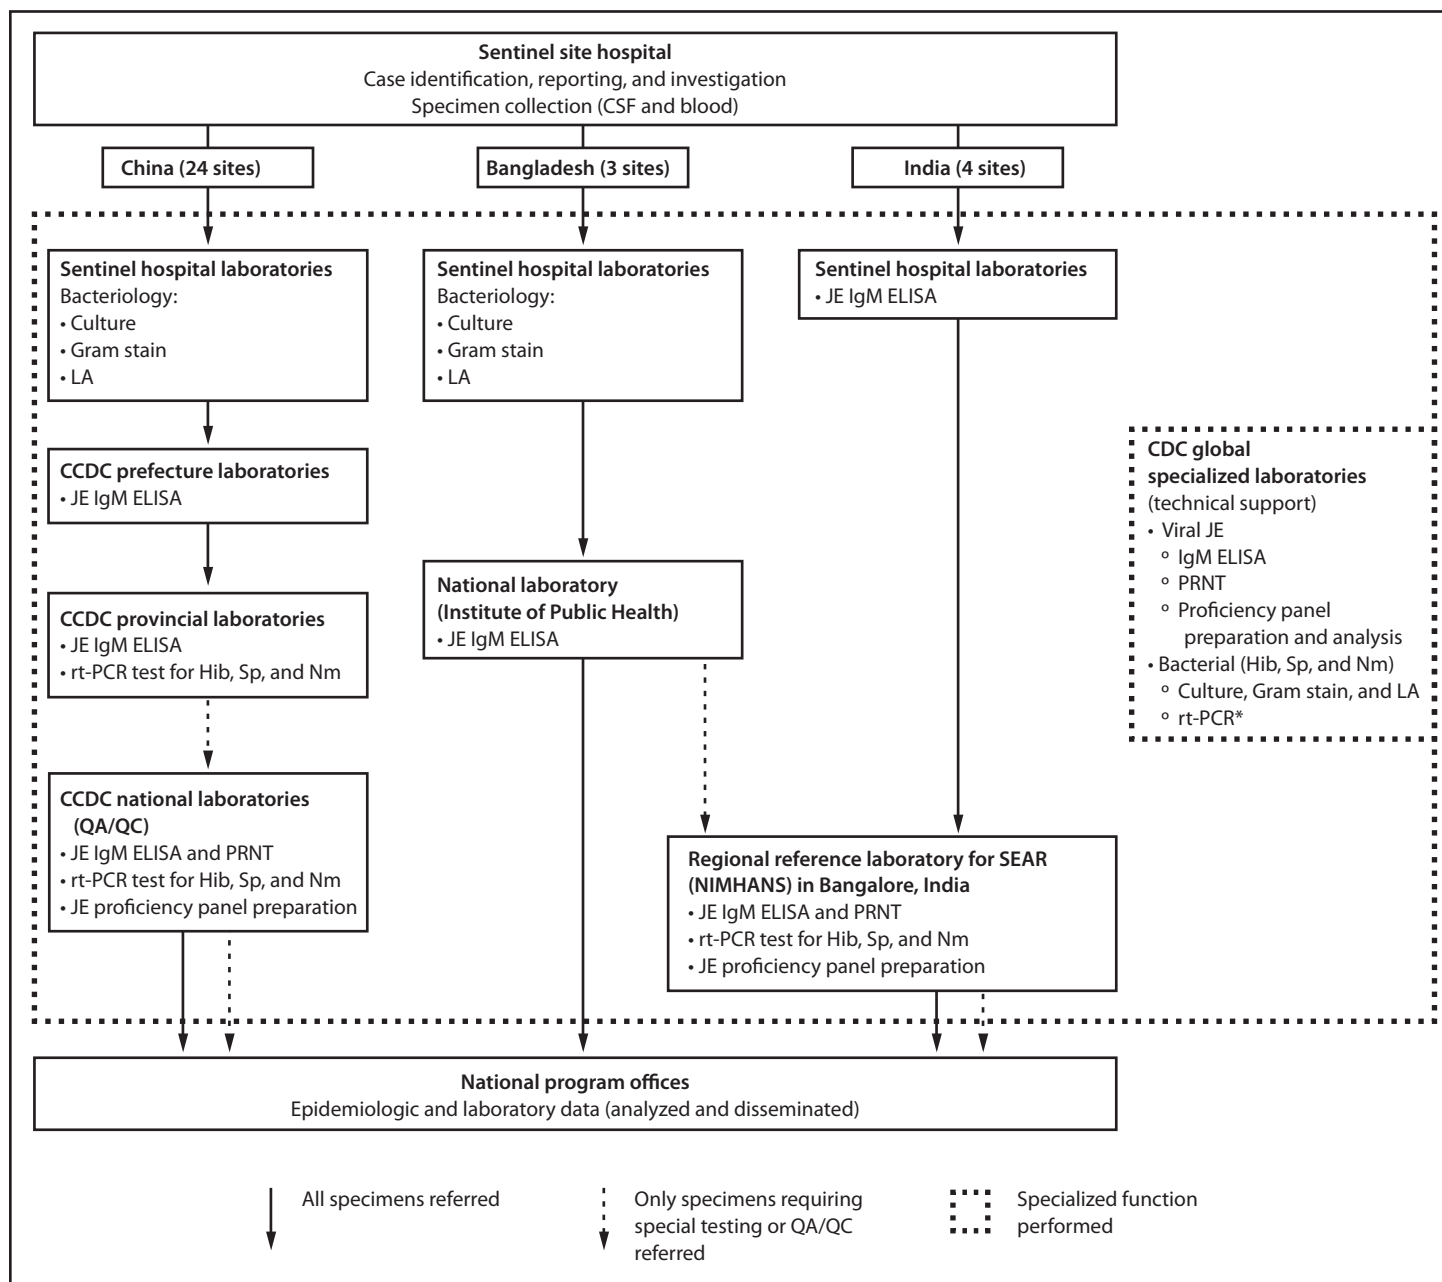 Sentinel site hospital
Case identification, reporting, and investigation
Specimen collection (CSF and blood)
China (24 sites)
Bangladesh (3 sites)
India (4 sites)
Sentinel hospital laboratories
Bacteriology:
• Culture
• Gram stain
• LA
Sentinel hospital laboratories
Bacteriology:
• Culture
• Gram stain
• LA
Sentinel hospital laboratories
• JE IgM ELISA
CCDC prefecture laboratories
• JE IgM ELISA
CCDC provincial laboratories
• JE IgM ELISA
• rt-PCR test for Hib, Sp, and Nm
National laboratory
(Institute of Public Health)
• JE IgM ELISA
CDC global
specialized laboratories
(technical support)
• Viral JE
º IgM ELISA
º PRNT
º Proficiency panel
preparation and analysis
• Bacterial (Hib, Sp, and Nm)
º Culture, Gram stain, and LA
º rt-PCR*
CCDC national laboratories
(QA/QC)
• JE IgM ELISA and PRNT
• rt-PCR test for Hib, Sp, and Nm
• JE proficiency panel preparation
Regional reference laboratory for SEAR
(NIMHANS) in Bangalore, India
• JE IgM ELISA and PRNT
• rt-PCR test for Hib, Sp, and Nm
• JE proficiency panel preparation
National program offices
Epidemiologic and laboratory data (analyzed and disseminated)
All specimens referred
Only specimens requiring
special testing or QA/QC
referred
Specialized function
performed